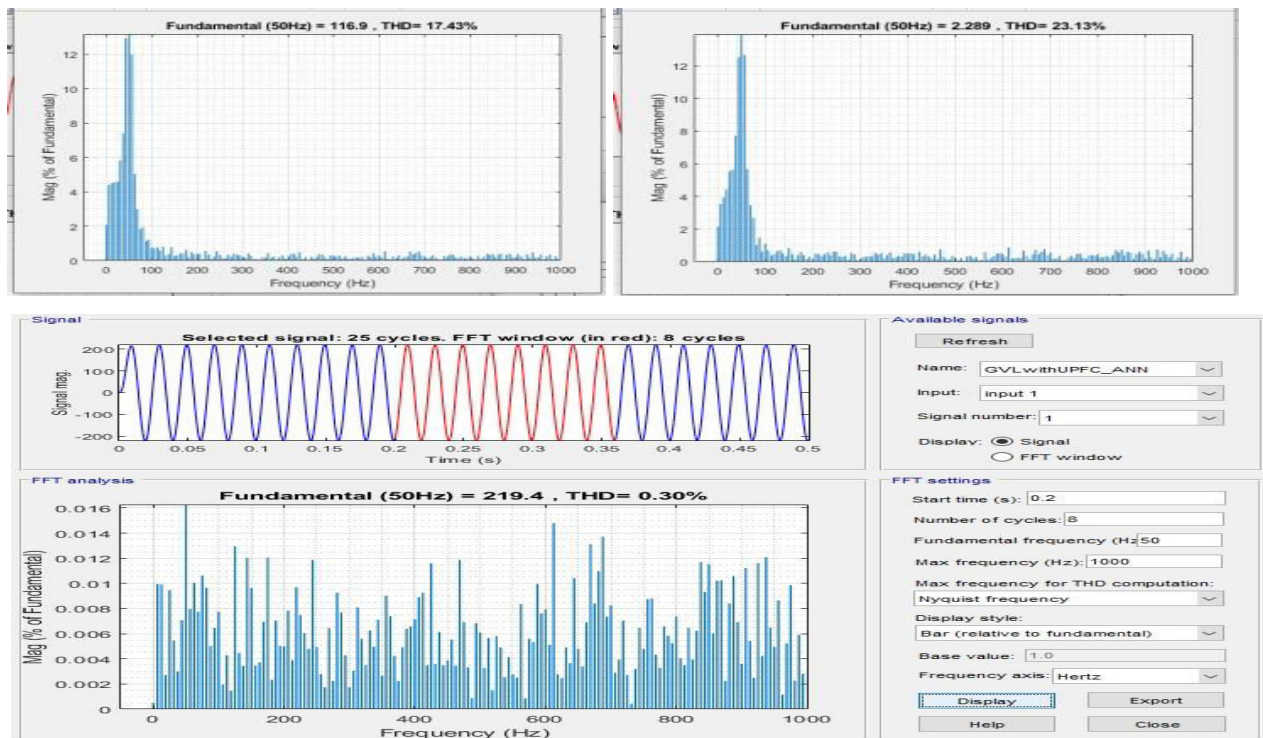 Fundamental (50Hz) = 116.9 , THD= 17.43%
12
10
8
6
4
2
0
Mag (% of Fundamental)
0 100 200 300 400 500 600 700 800 900 1000
Frequency (Hz)
Fundamental (50Hz) = 2.289 , THD= 23.13%
12
10
8
6
4
2
0
Mag (% of Fundamental)
0 100 200 300 400 500 600 700 800 900 1000
Frequency (Hz)
Signal
Selected signal: 25 cycles. FFT window (in red): 8 cycles
200
100
0
-100
-200
Signal mag.
0 0.05 0.1 0.15 0.2 0.25 0.3 0.35 0.4 0.45 0.5
Time (s)
FFT analysis
Fundamental (50Hz) = 219.4 , THD= 0.30%
0.016
0.014
0.012
0.01
0.008
0.006
0.004
0.002
0
Mag (% of Fundamental)
0 200 400 600 800 1000
Frequency (Hz)
Available signals
Refresh
Name: GVLwithUPFC_ANN
Input: input 1
Signal number: 1
Display: Signal
FFT window
FFT settings
Start time (s): 0.2
Number of cycles: 8
Fundamental frequency (Hz 50
Max frequency (Hz): 1000
Max frequency for THD computation:
Nyquist frequency
Display style:
Bar (relative to fundamental)
Base value: 1.0
Frequency axis: Hertz
Display Export
Help Close